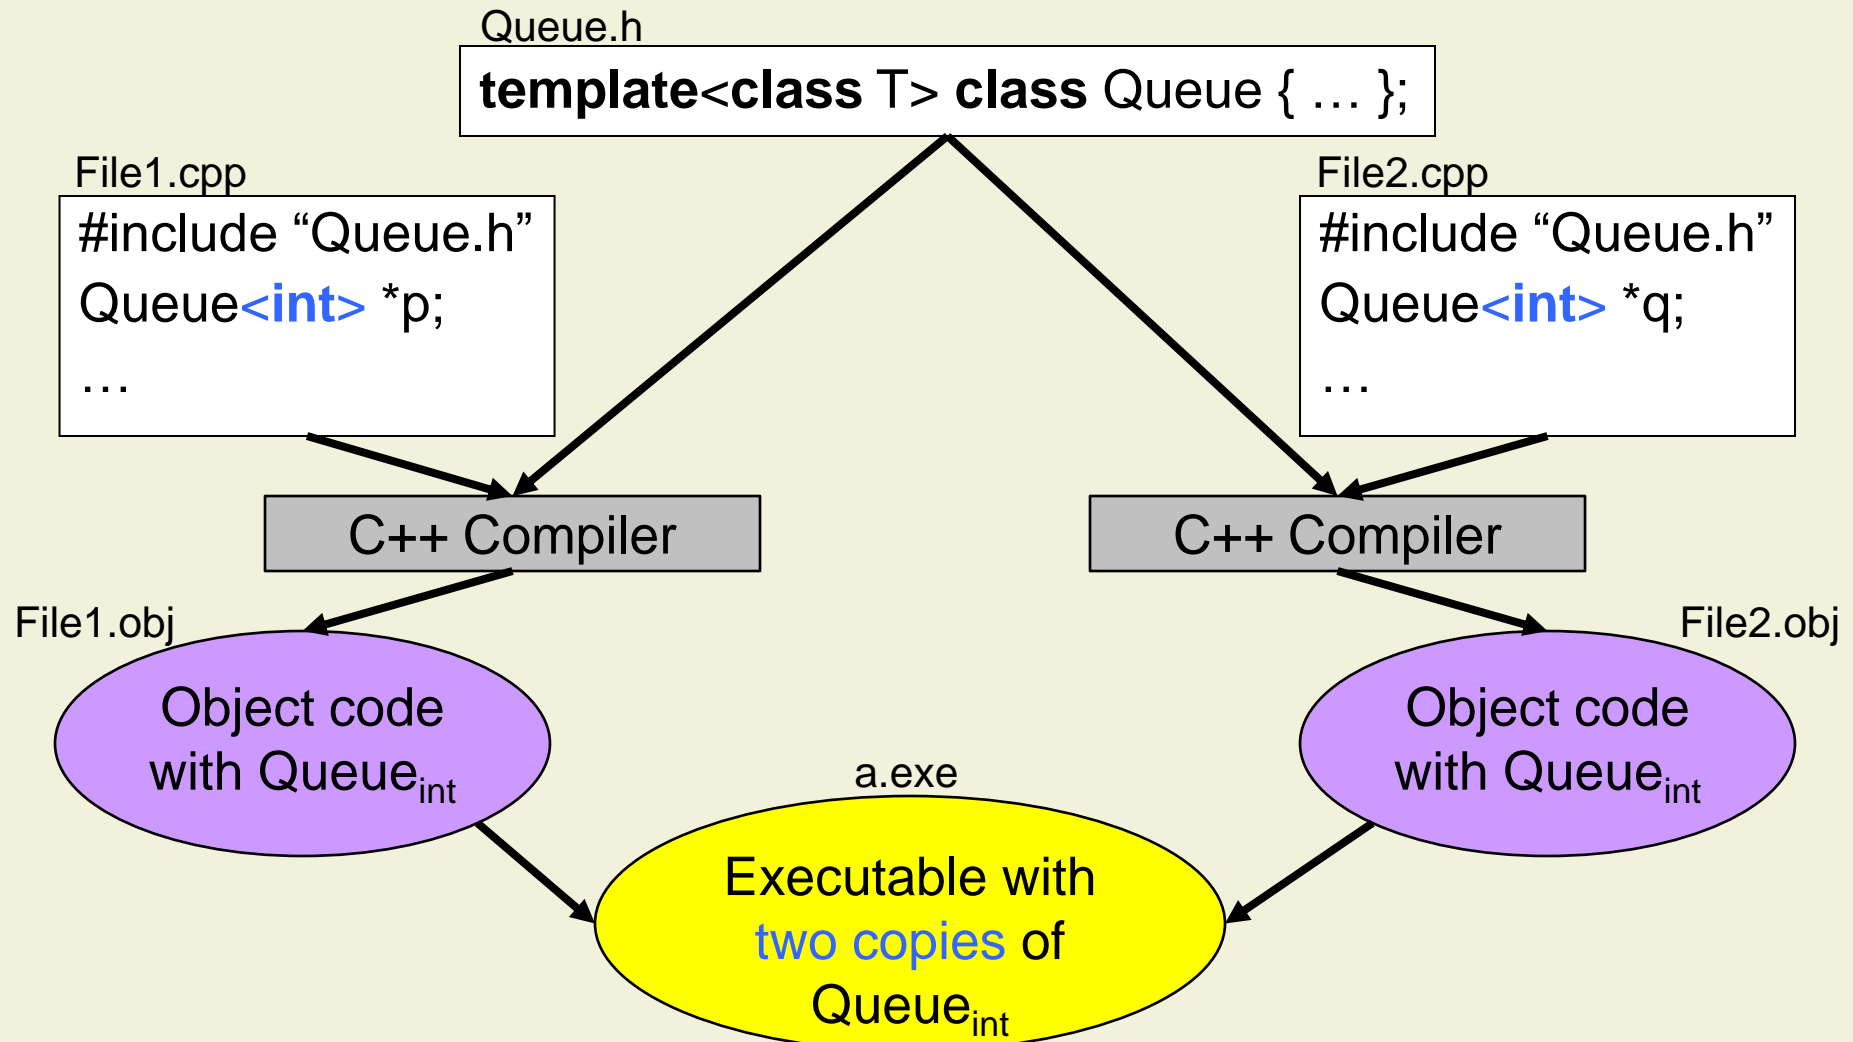 Queue.h
template<class T> class Queue { … };
File1.cpp
#include “Queue.h”
Queue<int> *p;
…
File2.cpp
#include “Queue.h”
Queue<int> *q;
…
C++ Compiler
C++ Compiler
File1.obj
Object code
with Queueint
File2.obj
Object code
with Queueint
a.exe
Executable with
two copies of
Queueint